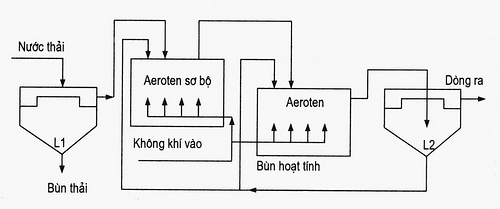 Nước thải
Aeroten sơ bộ
Aeroten
Dòng ra
L1
Không khí vào
L2
Bùn thải
Bùn hoạt tính